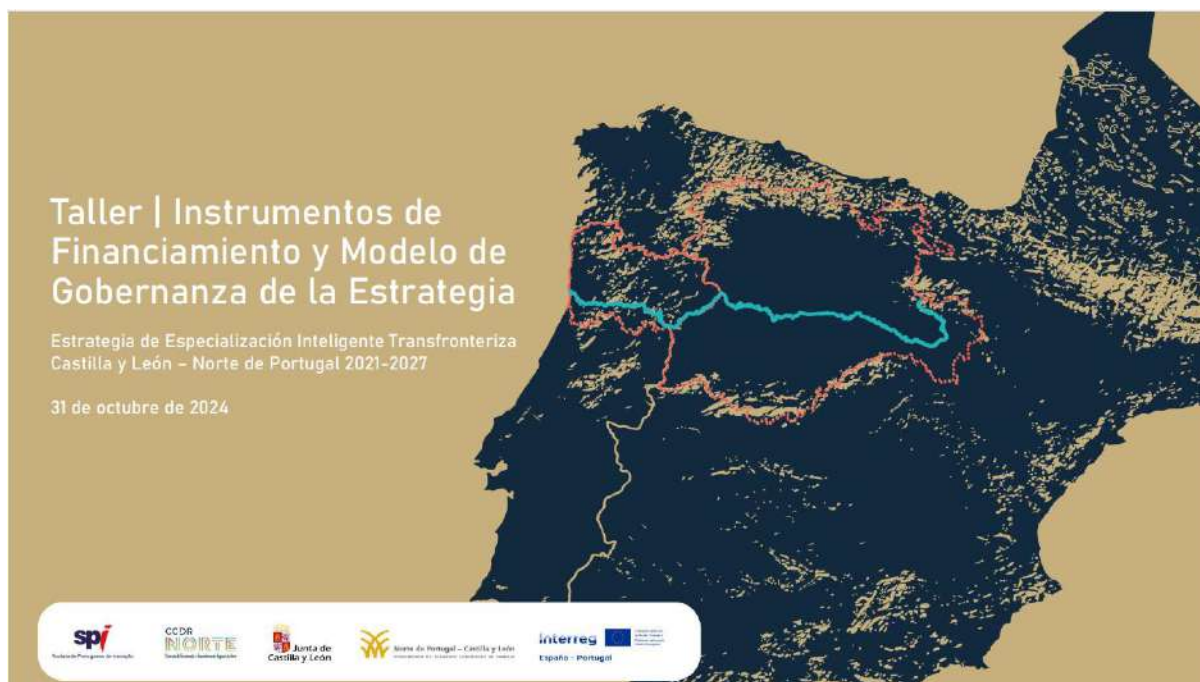 Taller | Instrumentos de
Financiamiento y Modelo de
Gobernanza de la Estrategia
Estrategia de Especialización Inteligente Transfronteriza
Castilla y León – Norte de Portugal 2021-2027
31 de octubre de 2024
spi
CCDR
NORTE
Junta de
Castilla y León
Norte de Portugal – Castilla y León
Interreg
España – Portugal